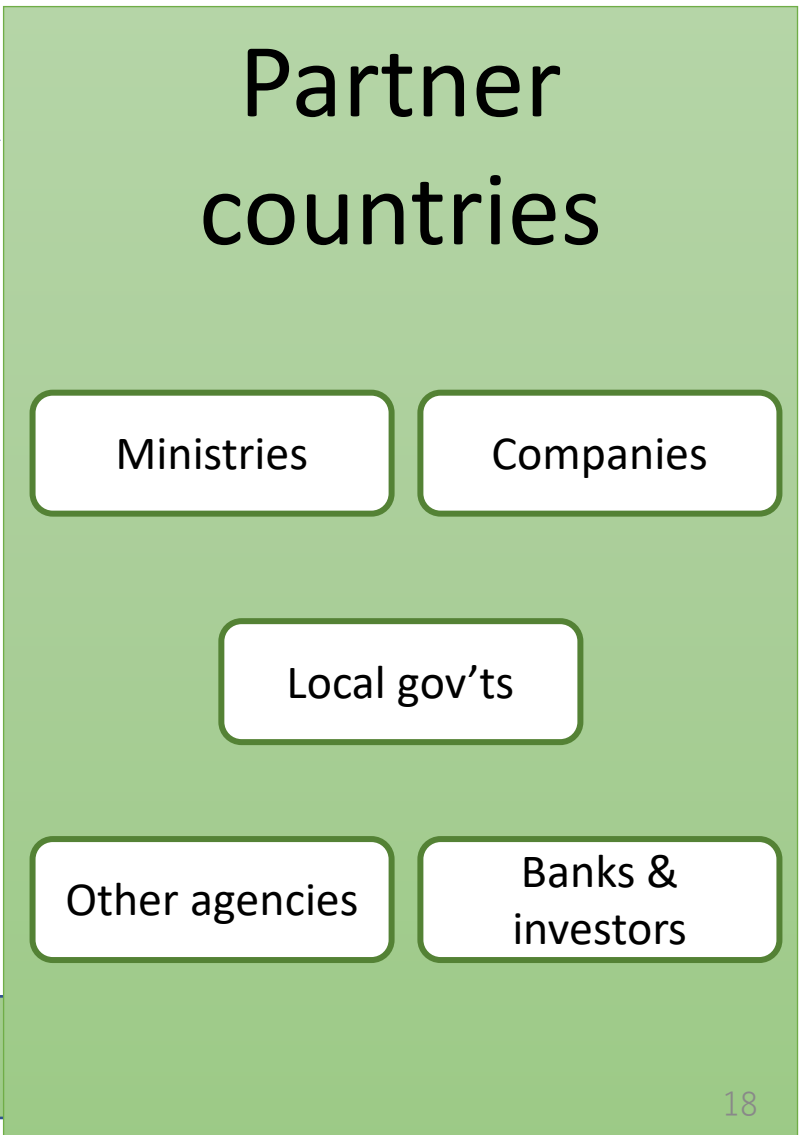 Partner
countries
Ministries
Companies
Local gov’ts
Other agencies
Banks &
investors
18